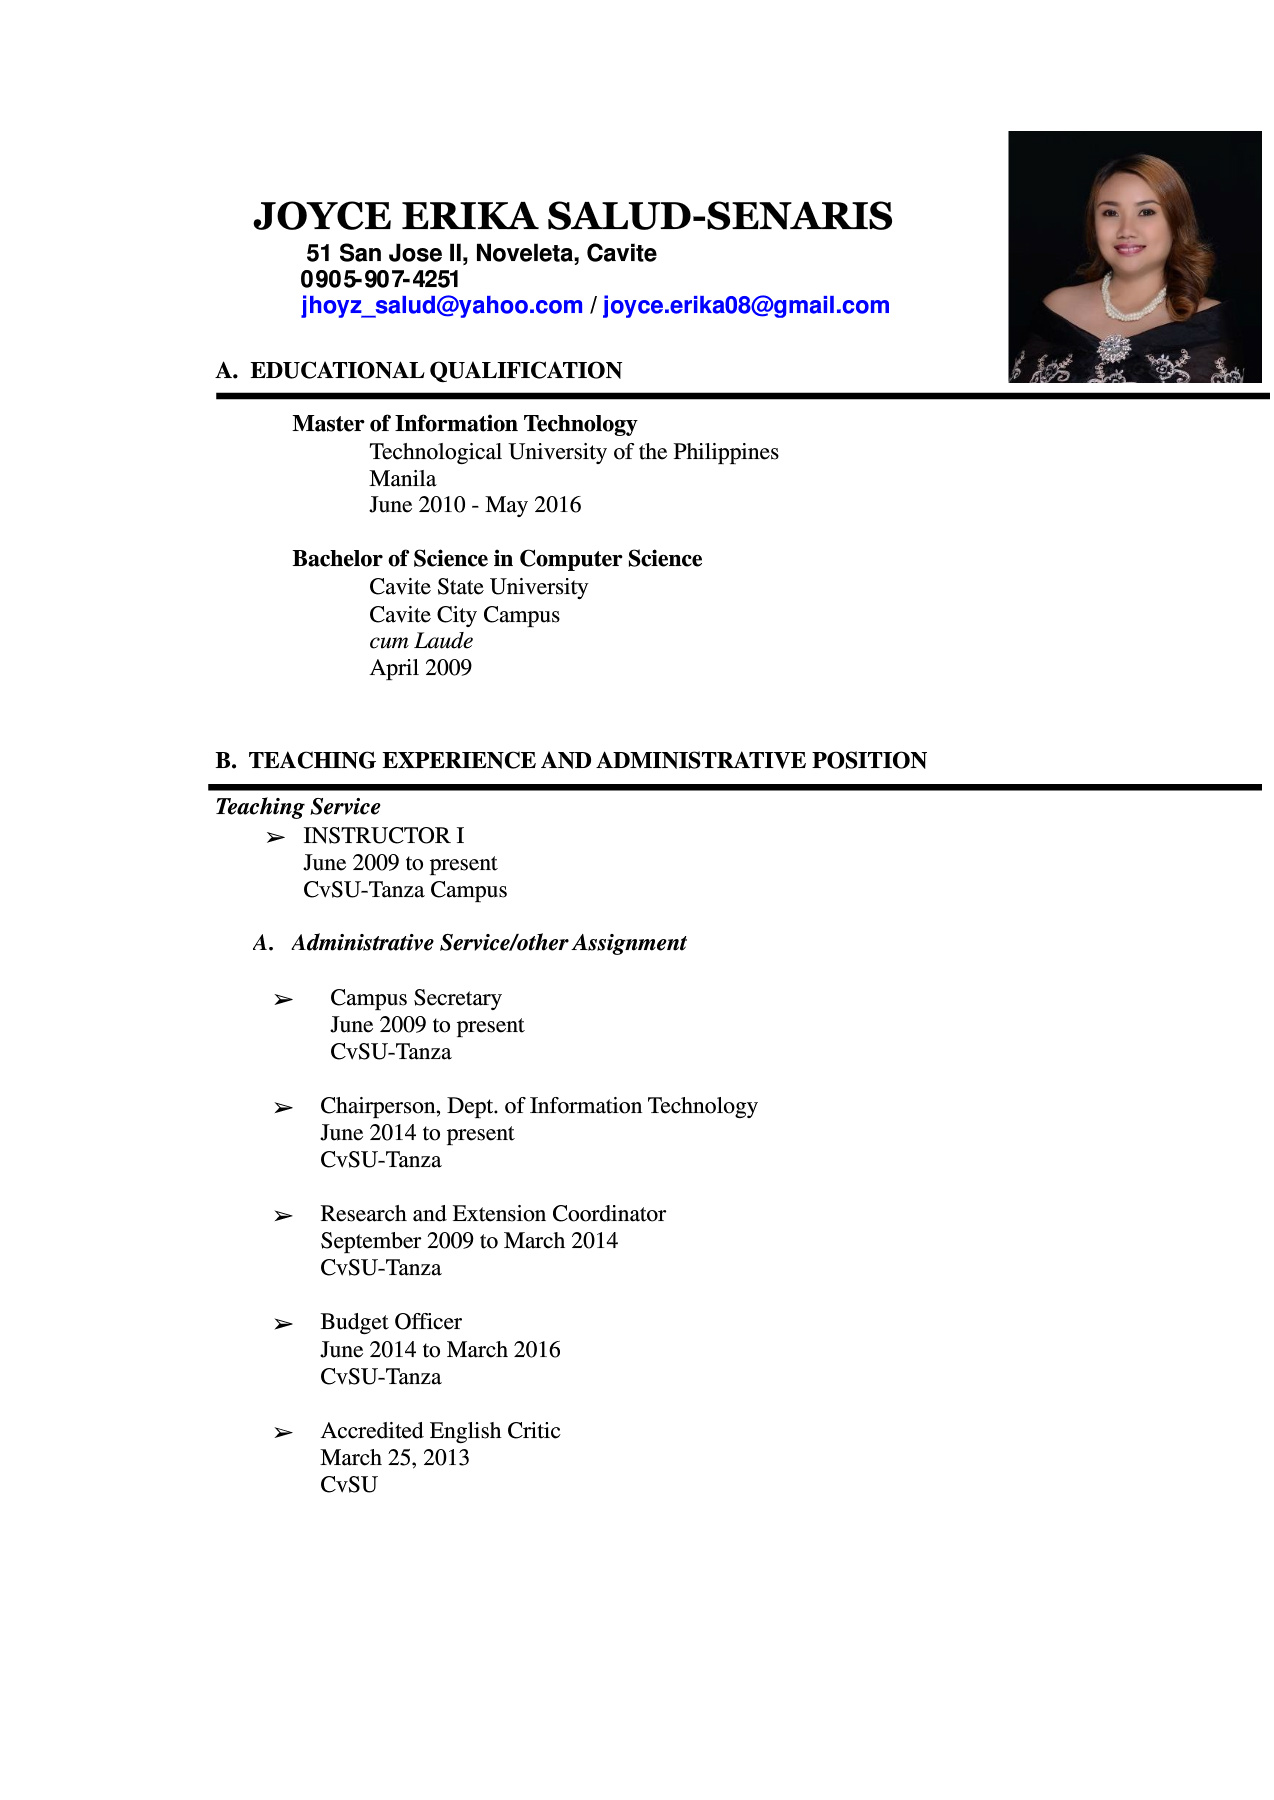 JOYCE ERIKA SALUD-SENARIS
51 San Jose II, Noveleta, Cavite
0905-907-4251
jhoyz_salud@yahoo.com / joyce.erika08@gmail.com
A. EDUCATIONAL QUALIFICATION
Master of Information Technology
Technological University of the Philippines
Manila
June 2010 - May 2016
Bachelor of Science in Computer Science
Cavite State University
Cavite City Campus
cum Laude
April 2009
B. TEACHING EXPERIENCE AND ADMINISTRATIVE POSITION
Teaching Service
➢ INSTRUCTOR I
June 2009 to present
CvSU-Tanza Campus
A. Administrative Service/other Assignment
➢ Campus Secretary
June 2009 to present
CvSU-Tanza
➢ Chairperson, Dept. of Information Technology
June 2014 to present
CvSU-Tanza
➢ Research and Extension Coordinator
September 2009 to March 2014
CvSU-Tanza
➢ Budget Officer
June 2014 to March 2016
CvSU-Tanza
➢ Accredited English Critic
March 25, 2013
CvSU